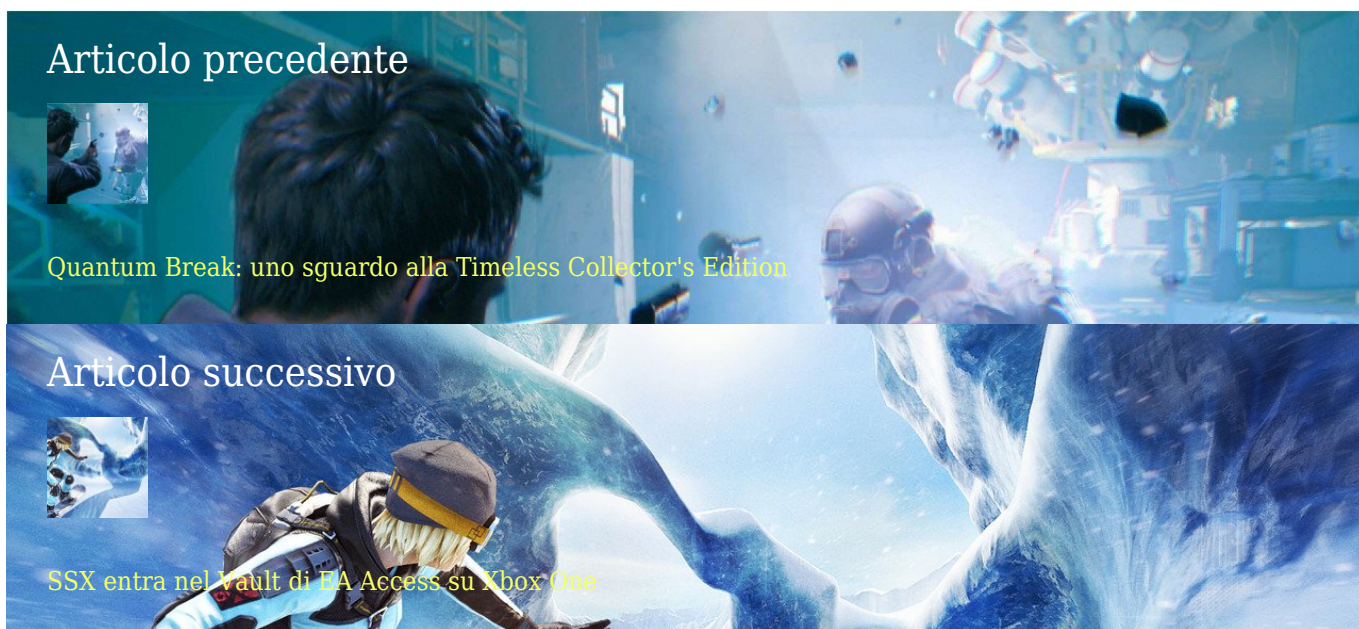 Articolo precedente
Quantum Break: uno sguardo alla Timeless Collector's Edition
Articolo successivo
SSX entra nel Vault di EA Access su Xbox One